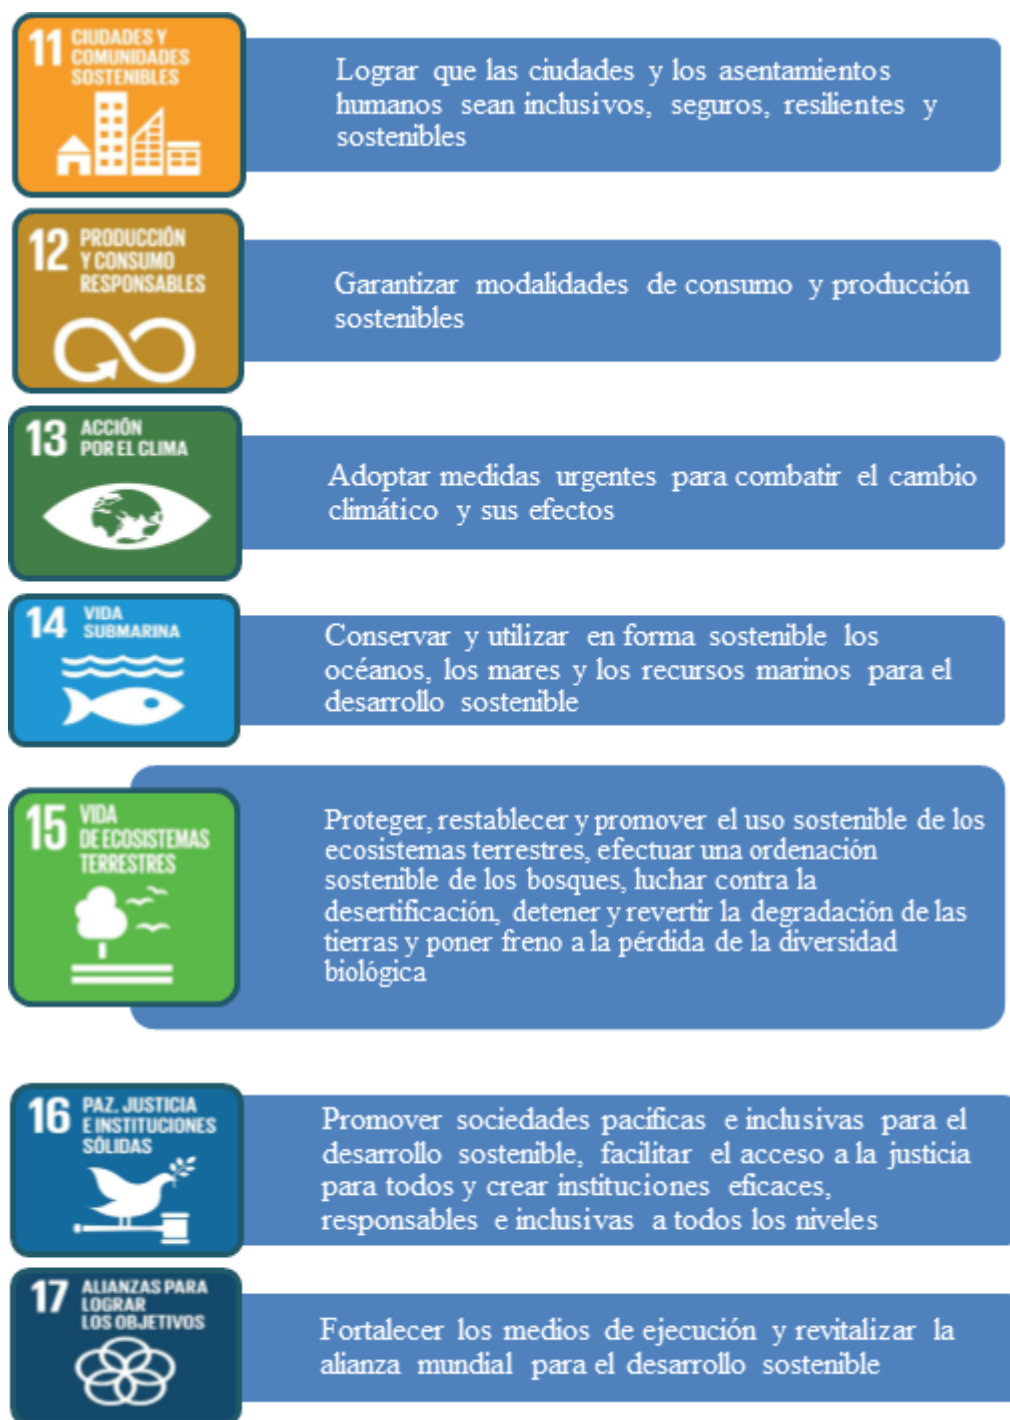 11 CIUDADES Y
COMUNIDADES
SOSTENIBLES
Lograr que las ciudades y los asentamientos
humanos sean inclusivos, seguros, resilientes y
sostenibles
12 PRODUCCIÓN
Y CONSUMO
RESPONSABLES
Garantizar modalidades de consumo y producción
sostenibles
13 ACCIÓN
POR EL CLIMA
Adoptar medidas urgentes para combatir el cambio
climático y sus efectos
14 VIDA
SUBMARINA
Conservar y utilizar en forma sostenible los
océanos, los mares y los recursos marinos para el
desarrollo sostenible
15 VIDA
DE ECOSISTEMAS
TERRESTRES
Proteger, restablecer y promover el uso sostenible de los
ecosistemas terrestres, efectuar una ordenación
sostenible de los bosques, luchar contra la
desertificación, detener y revertir la degradación de las
tierras y poner freno a la pérdida de la diversidad
biológica
16 PAZ, JUSTICIA
E INSTITUCIONES
SÓLIDAS
Promover sociedades pacíficas e inclusivas para el
desarrollo sostenible, facilitar el acceso a la justicia
para todos y crear instituciones eficaces,
responsables e inclusivas a todos los niveles
17 ALIANZAS PARA
LOGRAR
LOS OBJETIVOS
Fortalecer los medios de ejecución y revitalizar la
alianza mundial para el desarrollo sostenible